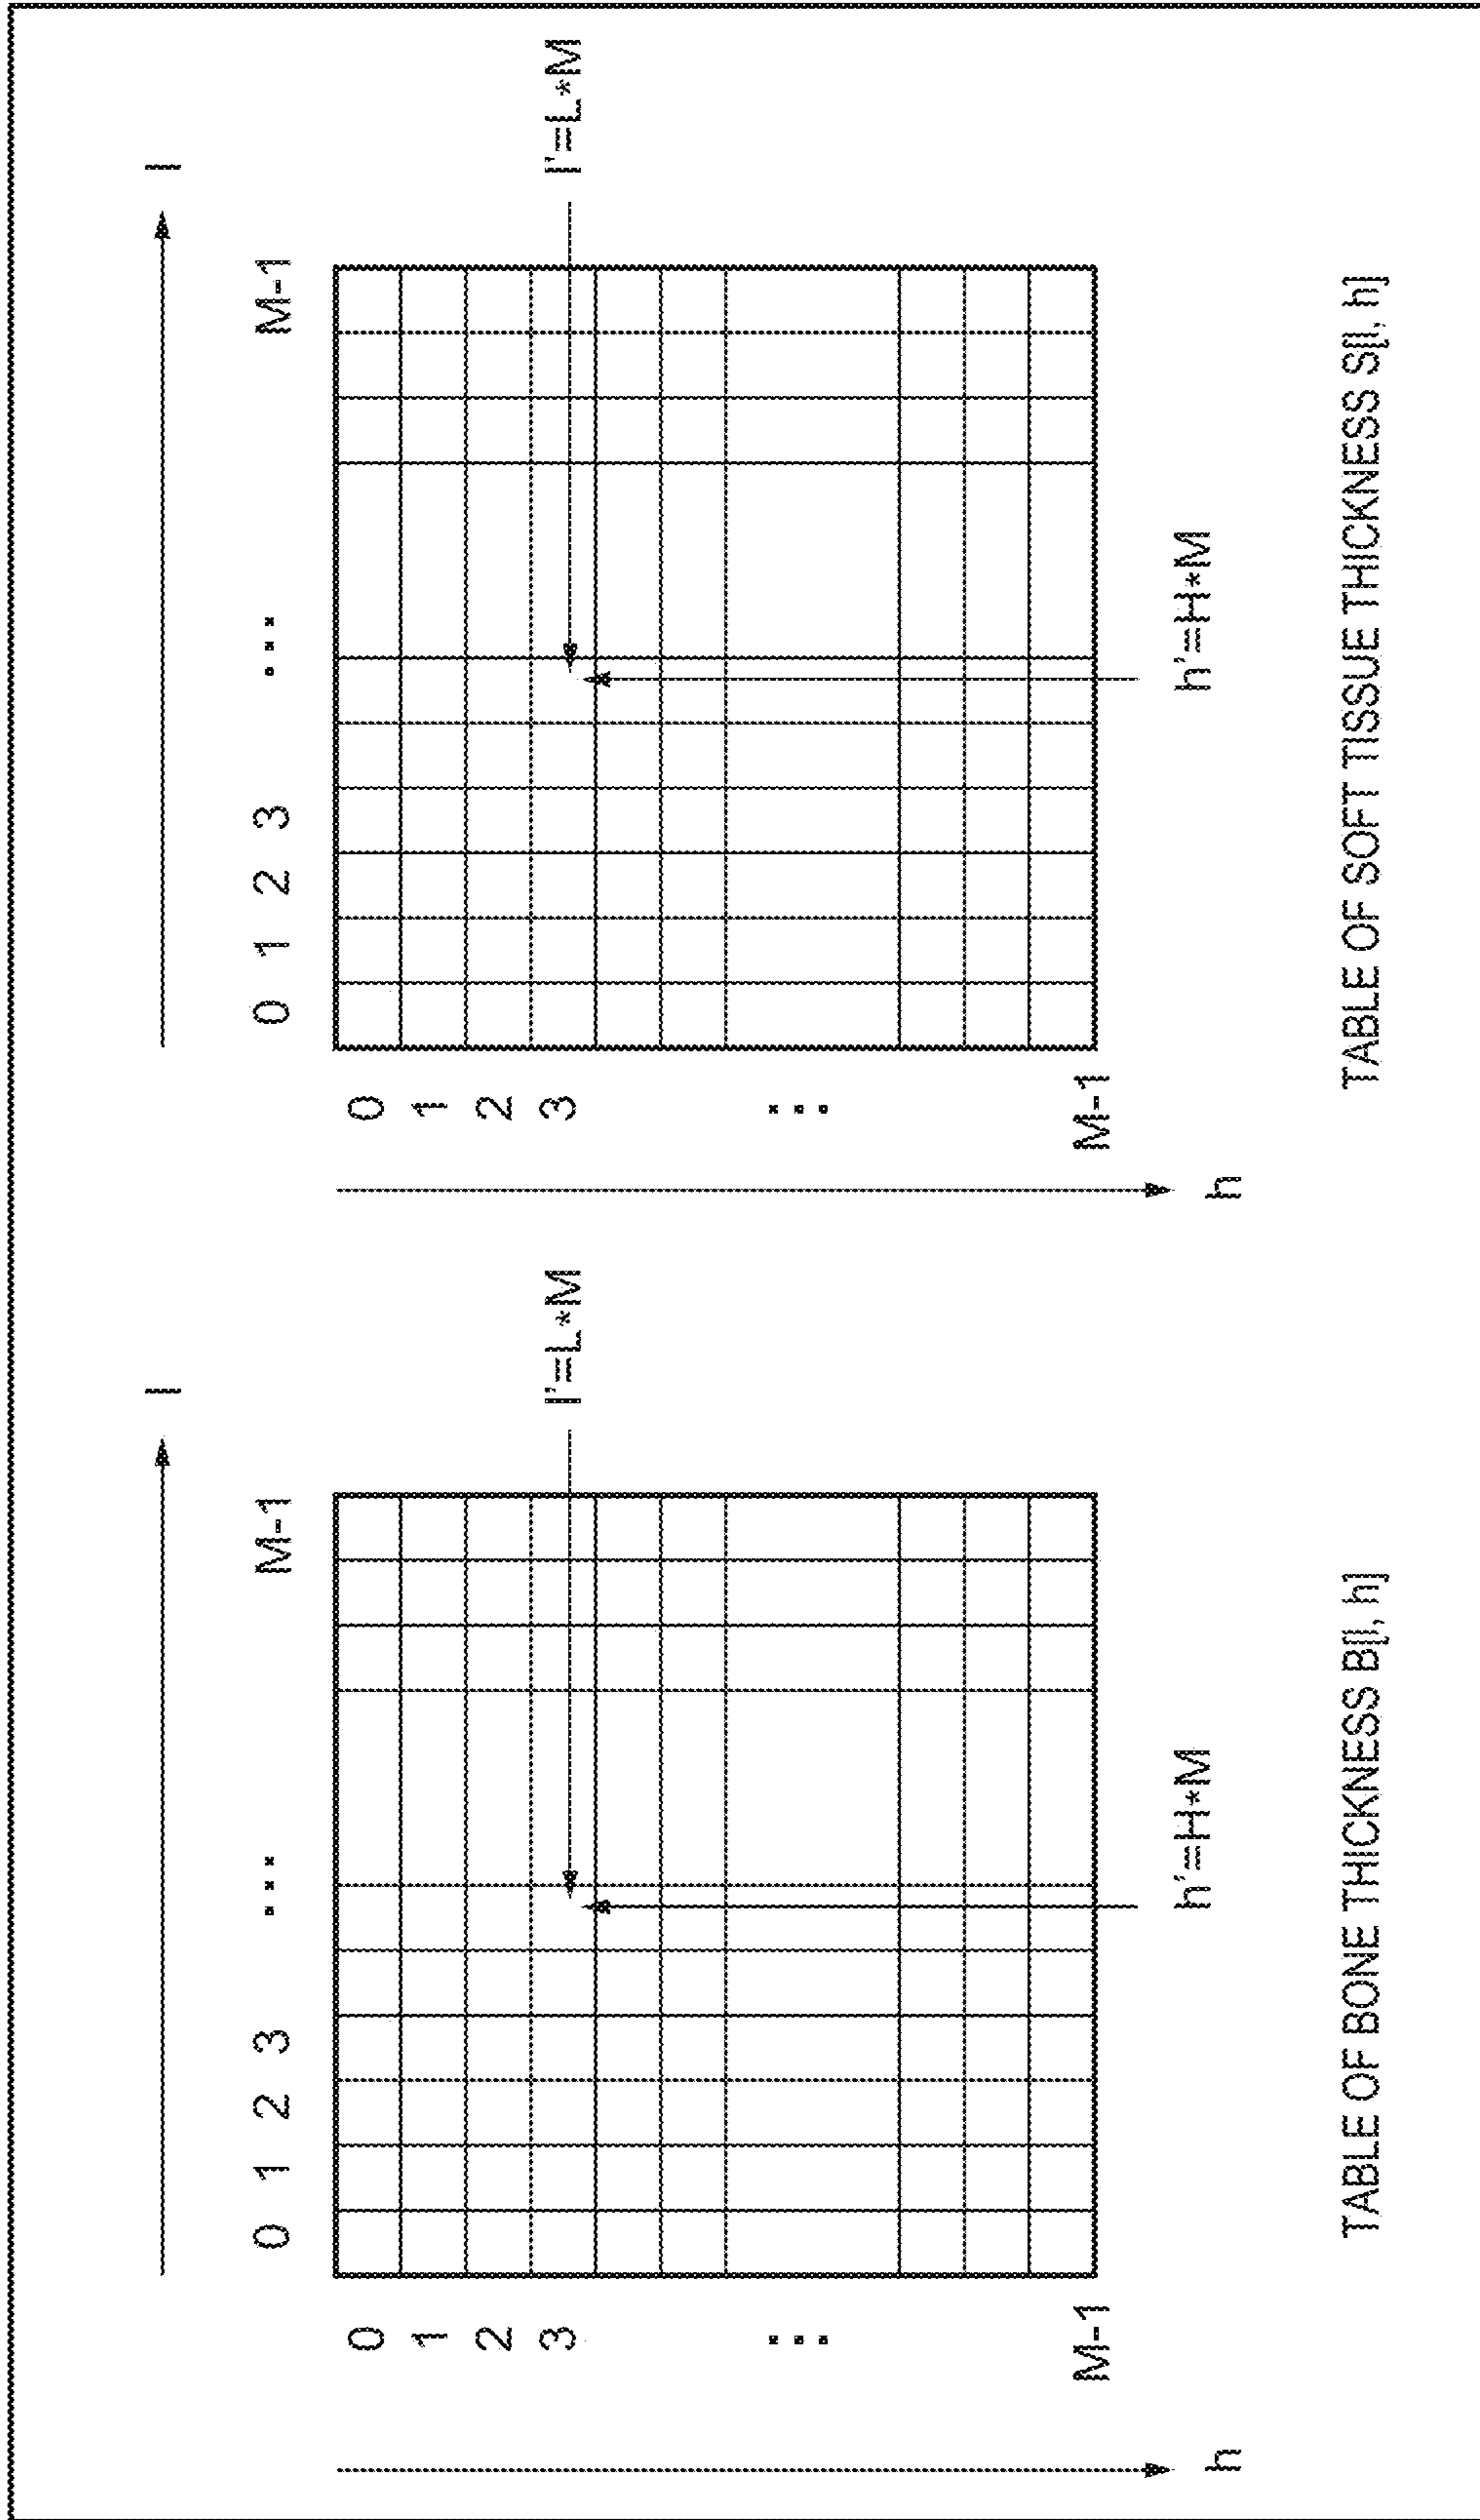 l
0 1 2 3 ... M-1
0
1
2
3
l'=L*M
...
M-1
h
h'=H*M
TABLE OF BONE THICKNESS B[l, h]
l
0 1 2 3 ... M-1
0
1
2
3
l'=L*M
...
M-1
h
h'=H*M
TABLE OF SOFT TISSUE THICKNESS S[l, h]